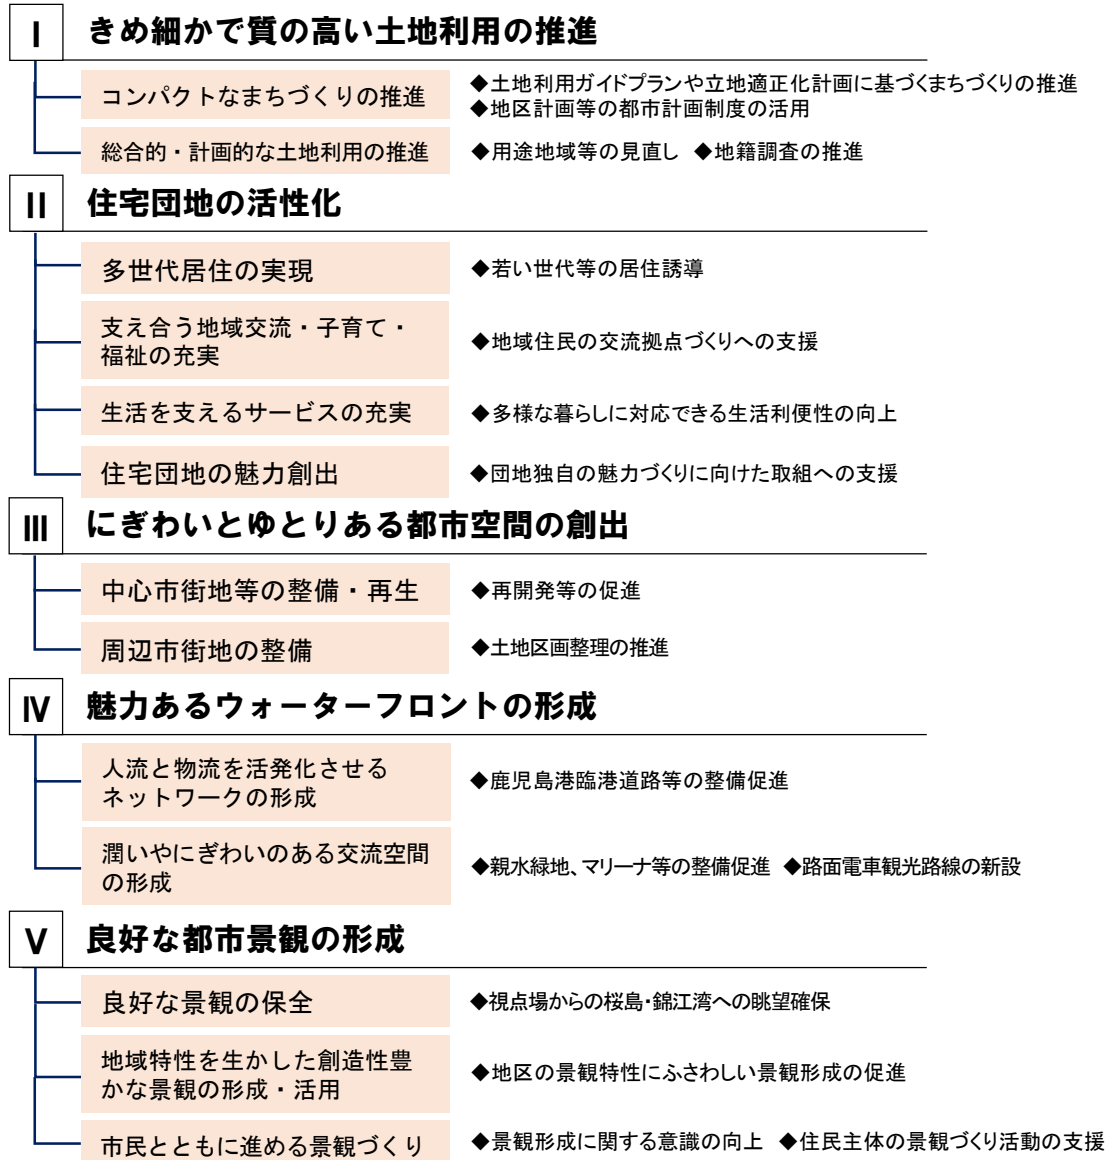 Ⅰ きめ細かで質の高い土地利用の推進
コンパクトなまちづくりの推進
◆土地利用ガイドプランや立地適正化計画に基づくまちづくりの推進
◆地区計画等の都市計画制度の活用
総合的・計画的な土地利用の推進
◆用途地域等の見直し ◆地籍調査の推進
Ⅱ 住宅団地の活性化
多世代居住の実現
◆若い世代等の居住誘導
支え合う地域交流・子育て・
福祉の充実
◆地域住民の交流拠点づくりへの支援
生活を支えるサービスの充実
◆多様な暮らしに対応できる生活利便性の向上
住宅団地の魅力創出
◆団地独自の魅力づくりに向けた取組への支援
Ⅲ にぎわいとゆとりある都市空間の創出
中心市街地等の整備・再生
◆再開発等の促進
周辺市街地の整備
◆土地区画整理の推進
Ⅳ 魅力あるウォーターフロントの形成
人流と物流を活発化させる
ネットワークの形成
◆鹿児島港臨港道路等の整備促進
潤いやにぎわいのある交流空間
の形成
◆親水緑地、マリーナ等の整備促進 ◆路面電車観光路線の新設
Ⅴ 良好な都市景観の形成
良好な景観の保全
◆視点場からの桜島・錦江湾への眺望確保
地域特性を生かした創造性豊
かな景観の形成・活用
◆地区の景観特性にふさわしい景観形成の促進
市民とともに進める景観づくり
◆景観形成に関する意識の向上 ◆住民主体の景観づくり活動の支援